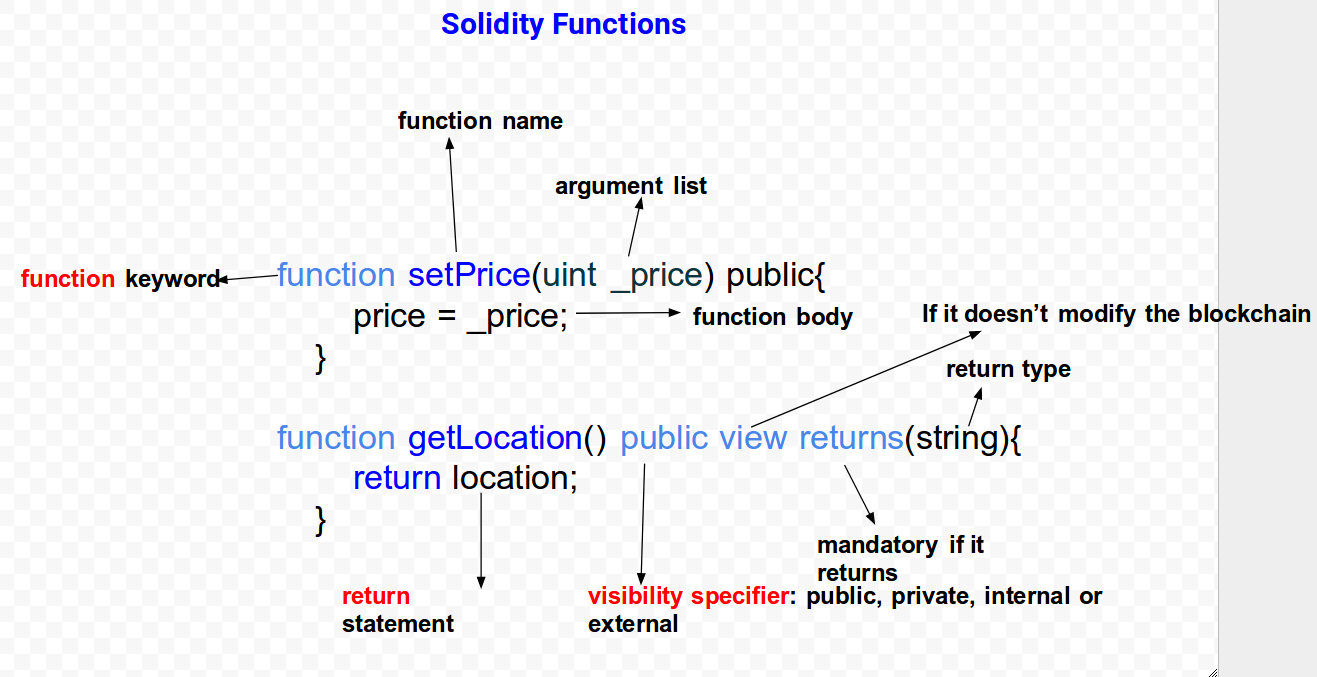 Solidity Functions
function name
argument list
function keyword
function setPrice(uint _price) public{
price = _price;
function body
If it doesn’t modify the blockchain
}
return type
function getLocation() public view returns(string){
return location;
}
mandatory if it
returns
return
statement
visibility specifier: public, private, internal or
external